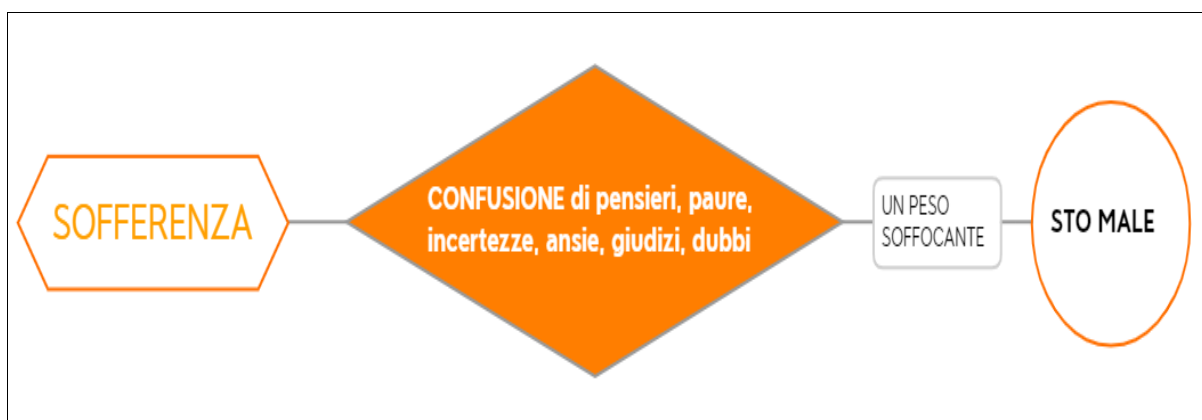 SOFFERENZA
CONFUSIONE di pensieri, paure,
incertezze, ansie, giudizi, dubbi
UN PESO
SOFFOCANTE
STO MALE